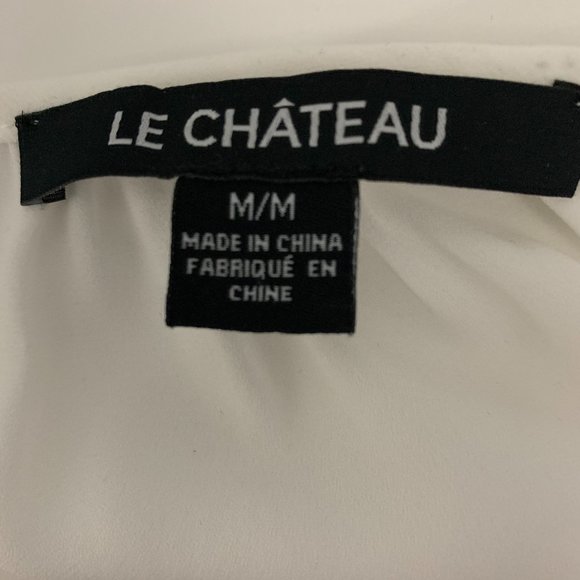 LE CHÂTEAU
M/M
MADE IN CHINA
FABRIQUÉ EN
CHINE